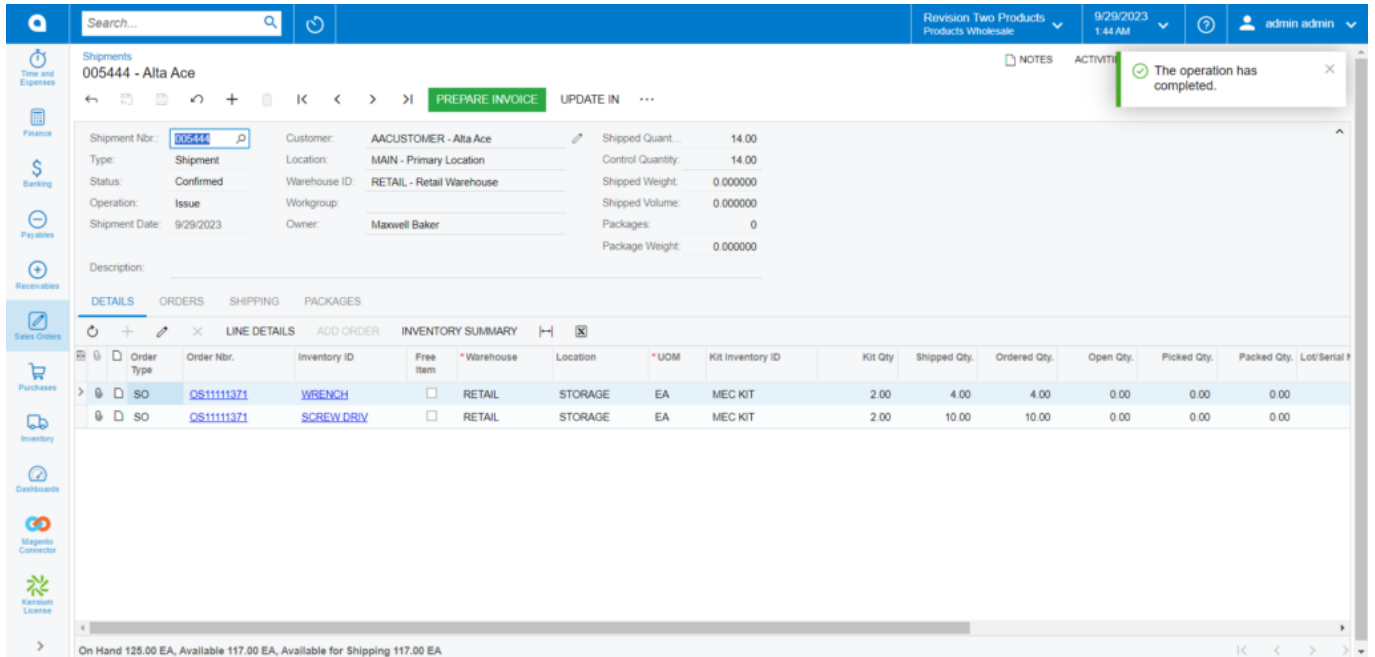 Search...
Revision Two Products
Products Wholesale
9/29/2023
1:44 AM
admin admin
Time and Expenses
Finance
Banking
Payables
Receivables
Sales Orders
Purchases
Inventory
Dashboards
Magento Connector
Kensium License
Shipments
005444 - Alta Ace
NOTES
The operation has
completed.
PREPARE INVOICE UPDATE IN ...
Shipment Nbr.: 005444 Customer: AACUSTOMER - Alta Ace Shipped Quant... 14.00
Type: Shipment Location: MAIN - Primary Location Control Quantity: 14.00
Status: Confirmed Warehouse ID: RETAIL - Retail Warehouse Shipped Weight: 0.000000
Operation: Issue Workgroup: Shipped Volume: 0.000000
Shipment Date: 9/29/2023 Owner: Maxwell Baker Packages: 0
Package Weight: 0.000000
Description:
DETAILS ORDERS SHIPPING PACKAGES
LINE DETAILS ADD ORDER INVENTORY SUMMARY
Order Type Order Nbr. Inventory ID Free Item * Warehouse Location * UOM Kit Inventory ID Kit Qty Shipped Qty. Ordered Qty. Open Qty. Picked Qty. Packed Qty. Lot/Serial
SO OS11111371 WRENCH RETAIL STORAGE EA MEC KIT 2.00 4.00 4.00 0.00 0.00 0.00
SO OS11111371 SCREW DRIV RETAIL STORAGE EA MEC KIT 2.00 10.00 10.00 0.00 0.00 0.00
On Hand 125.00 EA, Available 117.00 EA, Available for Shipping 117.00 EA